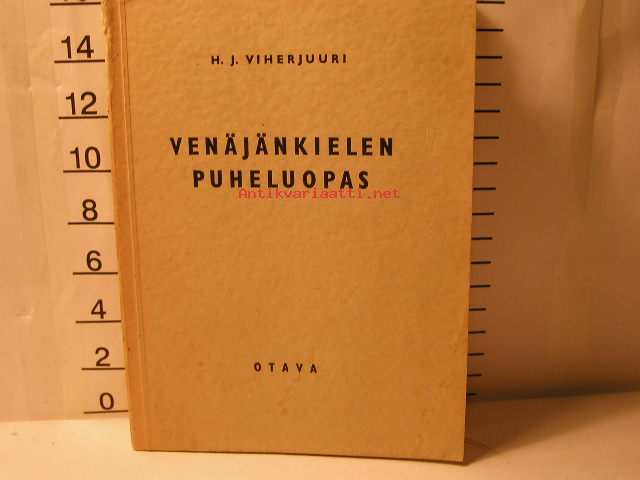 H. J. VIHERJUURI
VENÄJÄNKIELEN
PUHELUOPAS
Antikvariaatti.net
OTAVA
14
12
10
8
6
4
2
0